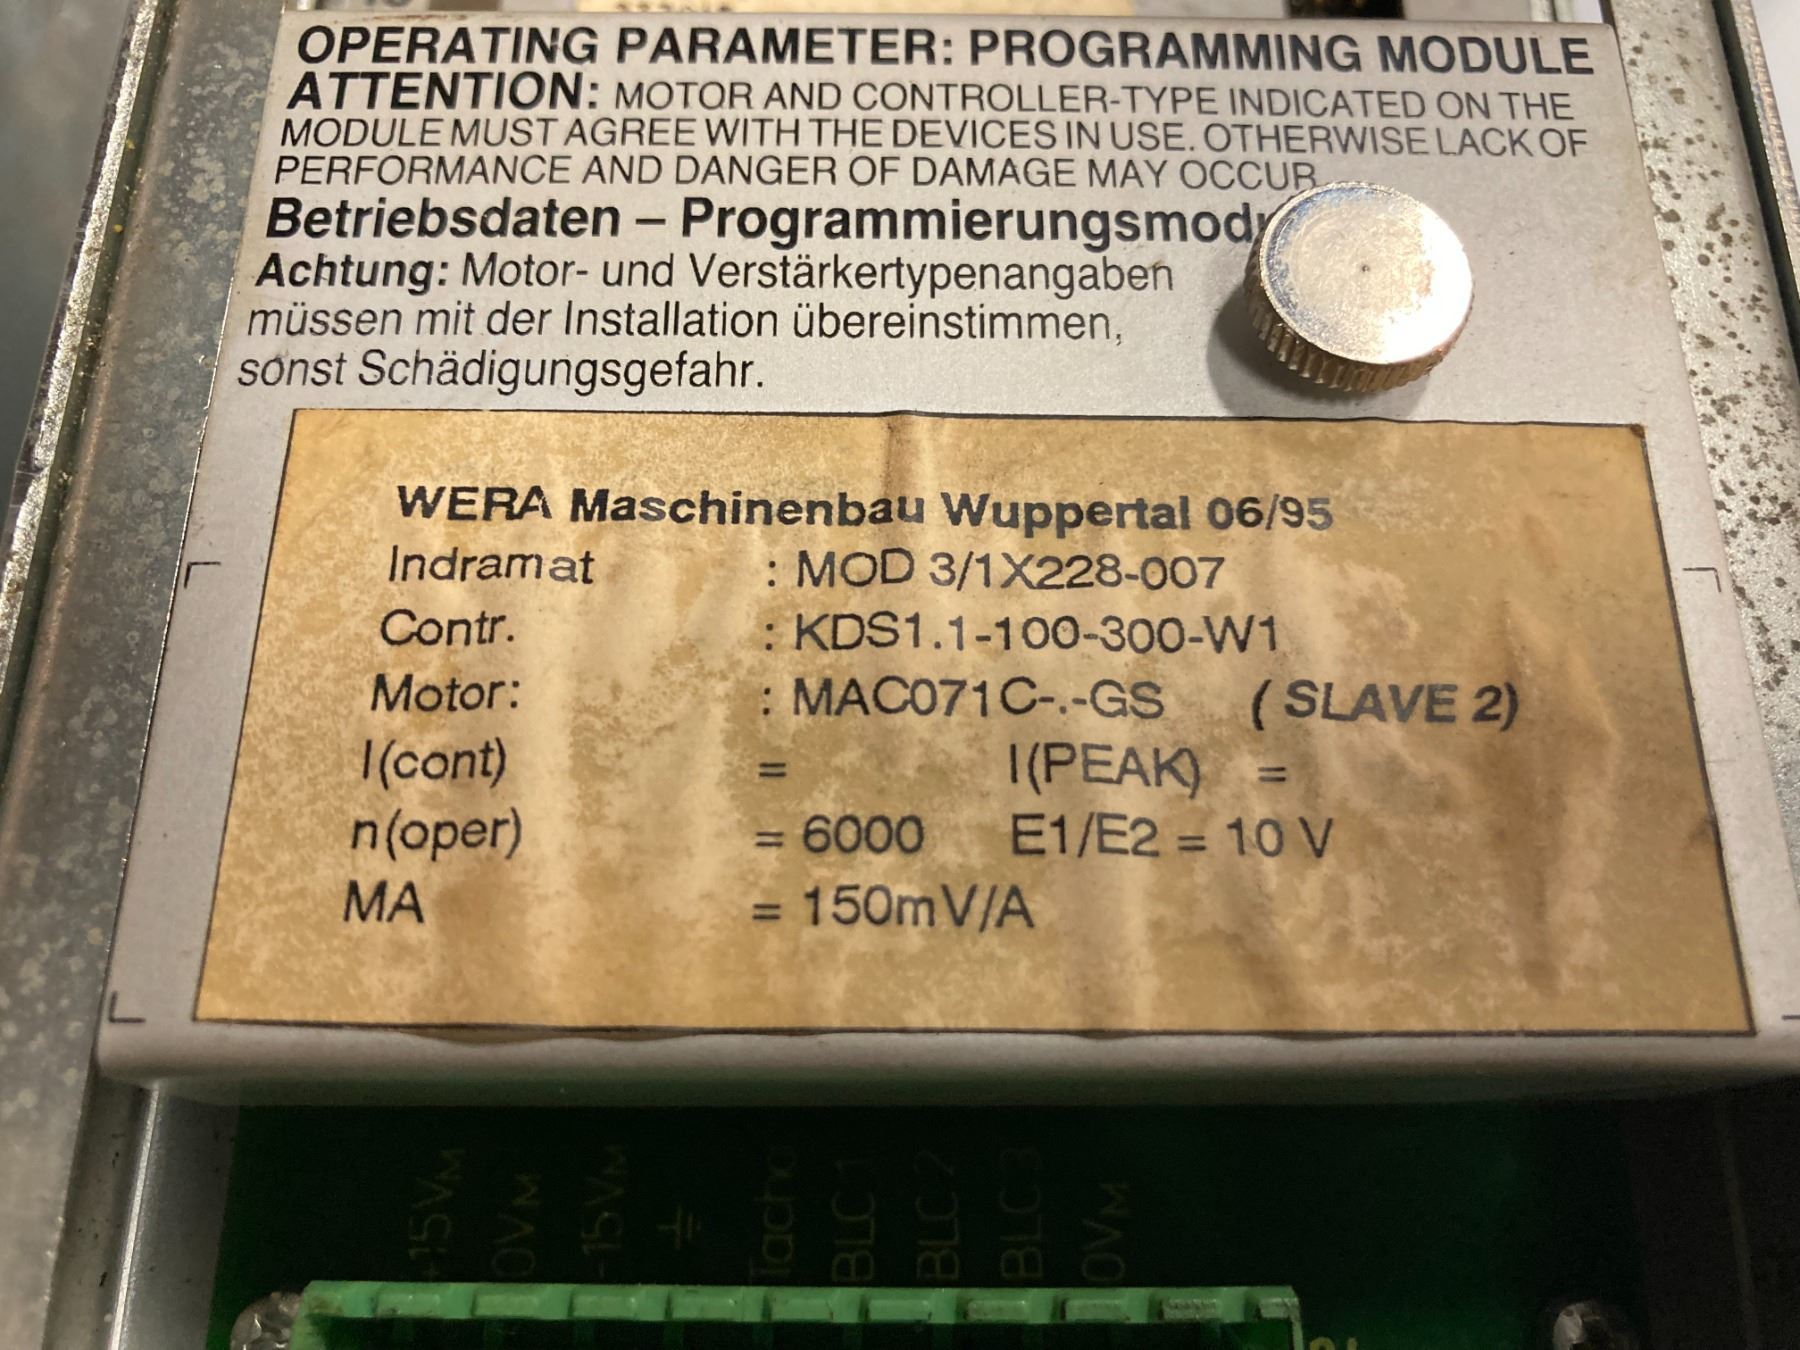 OPERATING PARAMETER: PROGRAMMING MODULE
ATTENTION: MOTOR AND CONTROLLER-TYPE INDICATED ON THE
MODULE MUST AGREE WITH THE DEVICES IN USE. OTHERWISE LACK OF
PERFORMANCE AND DANGER OF DAMAGE MAY OCCUR
Betriebsdaten – Programmierungsmod
Achtung: Motor- und Verstärkertypenangaben
müssen mit der Installation übereinstimmen,
sonst Schädigungsgefahr.
WERA Maschinenbau Wuppertal 06/95
Indramat : MOD 3/1X228-007
Contr. : KDS1.1-100-300-W1
Motor: : MAC071C-.-GS ( SLAVE 2)
I(cont) = I(PEAK) =
n(oper) = 6000 E1/E2 = 10 V
MA = 150mV/A
+15VM
0VM
-15VM
Tacho
BLC1
BLC2
BLC3
0VM